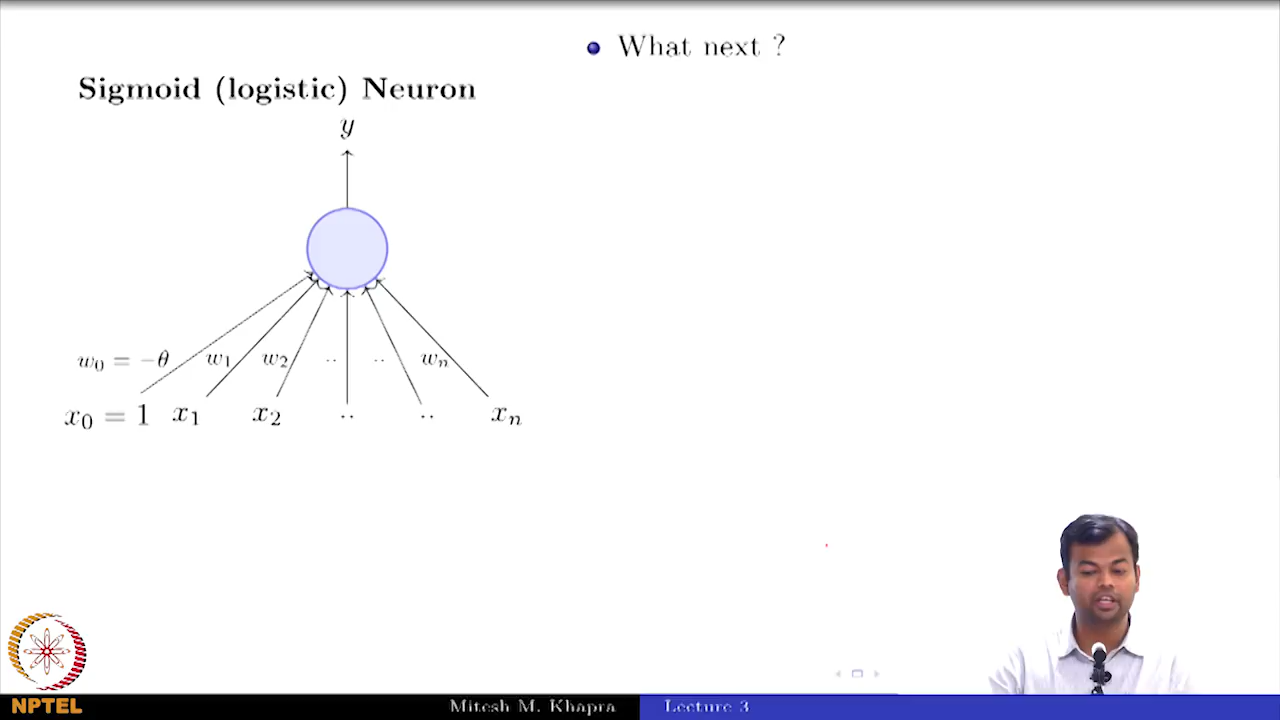 What next ?
Sigmoid (logistic) Neuron
y
w₀ = −θ w₁ w₂ .. .. wₙ
x₀ = 1 x₁ x₂ .. .. xₙ
NPTEL
Mitesh M. Khapra Lecture 3